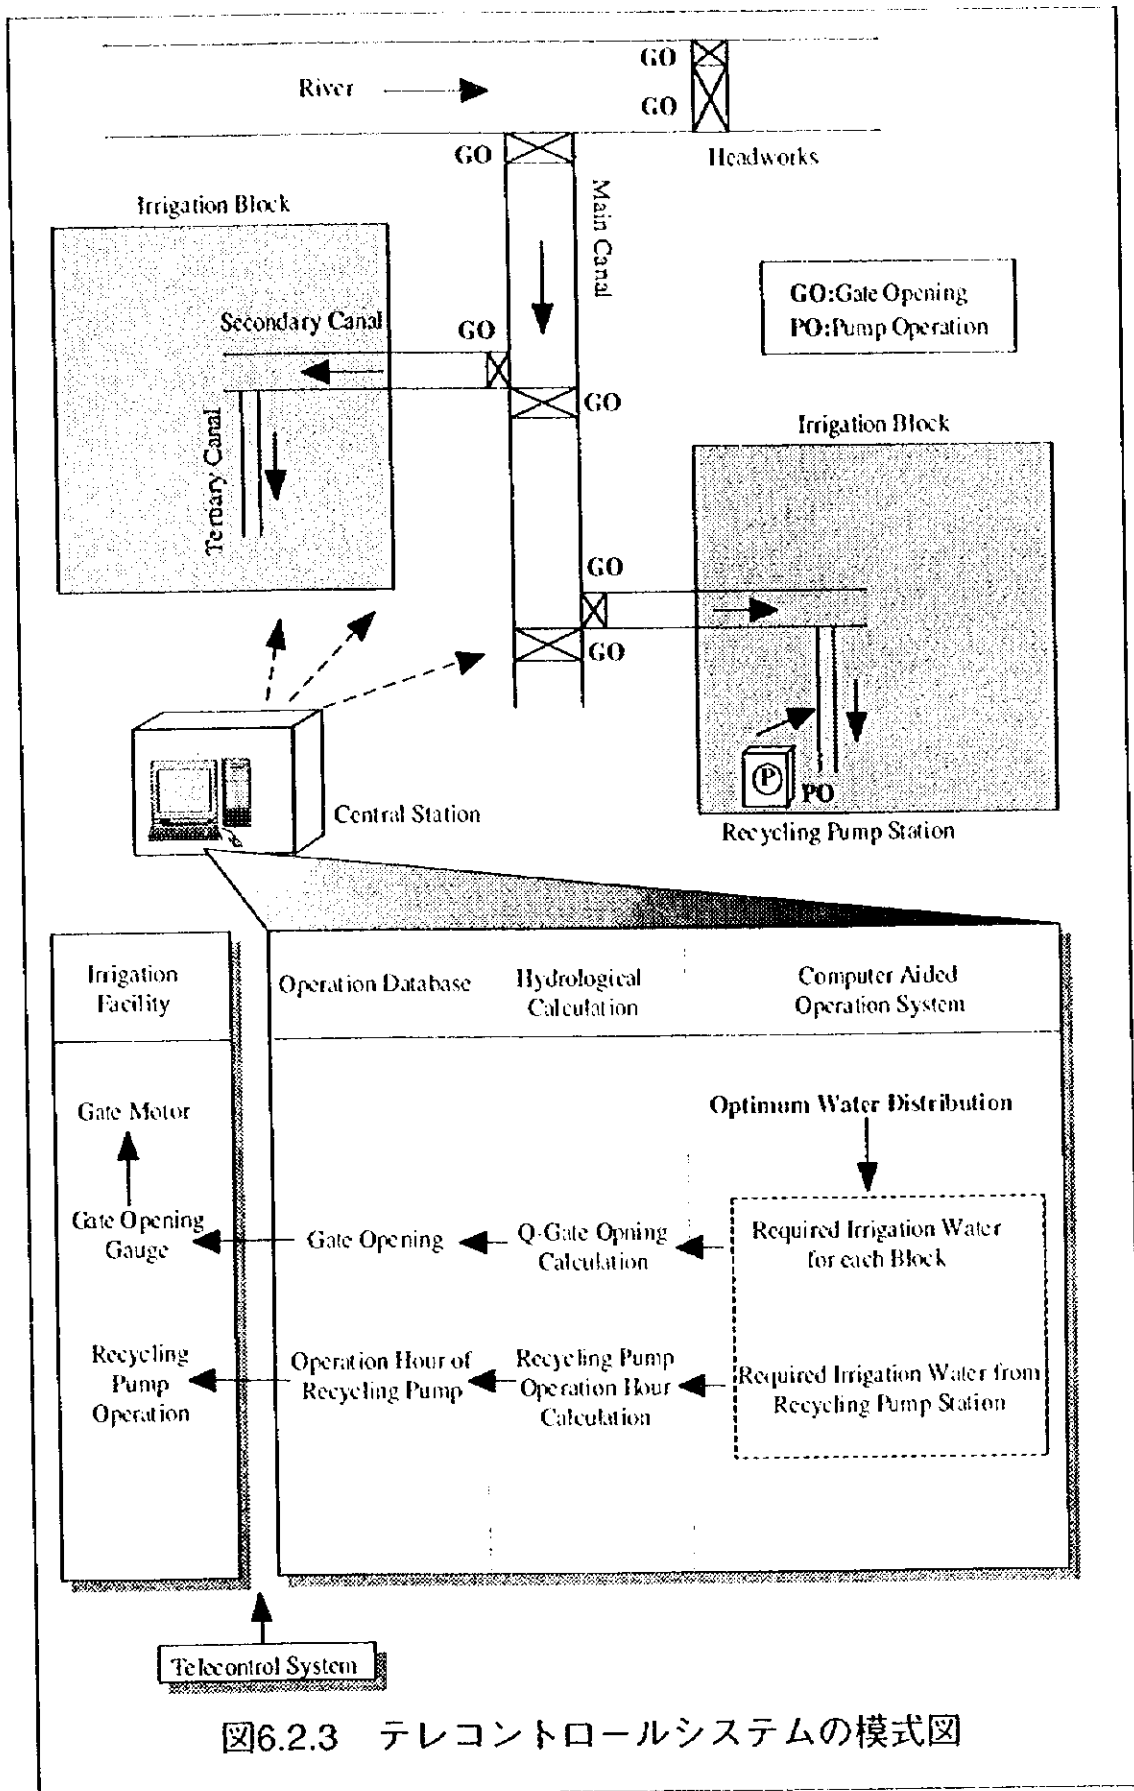 GO
River
GO
GO
Headworks
Main Canal
Irrigation Block
GO:Gate Opening
PO:Pump Operation
Secondary Canal
GO
GO
Tertiary Canal
Irrigation Block
GO
GO
P
PO
Central Station
Recycling Pump Station
Irrigation
Facility
Operation Database
Hydrological
Calculation
Computer Aided
Operation System
Gate Motor
Optimum Water Distribution
Gate Opening
Gauge
Gate Opening
Q-Gate Opning
Calculation
Required Irrigation Water
for each Block
Recycling
Pump
Operation
Operation Hour of
Recycling Pump
Recycling Pump
Operation Hour
Calculation
Required Irrigation Water from
Recycling Pump Station
Telecontrol System
図6.2.3 テレコントロールシステムの模式図